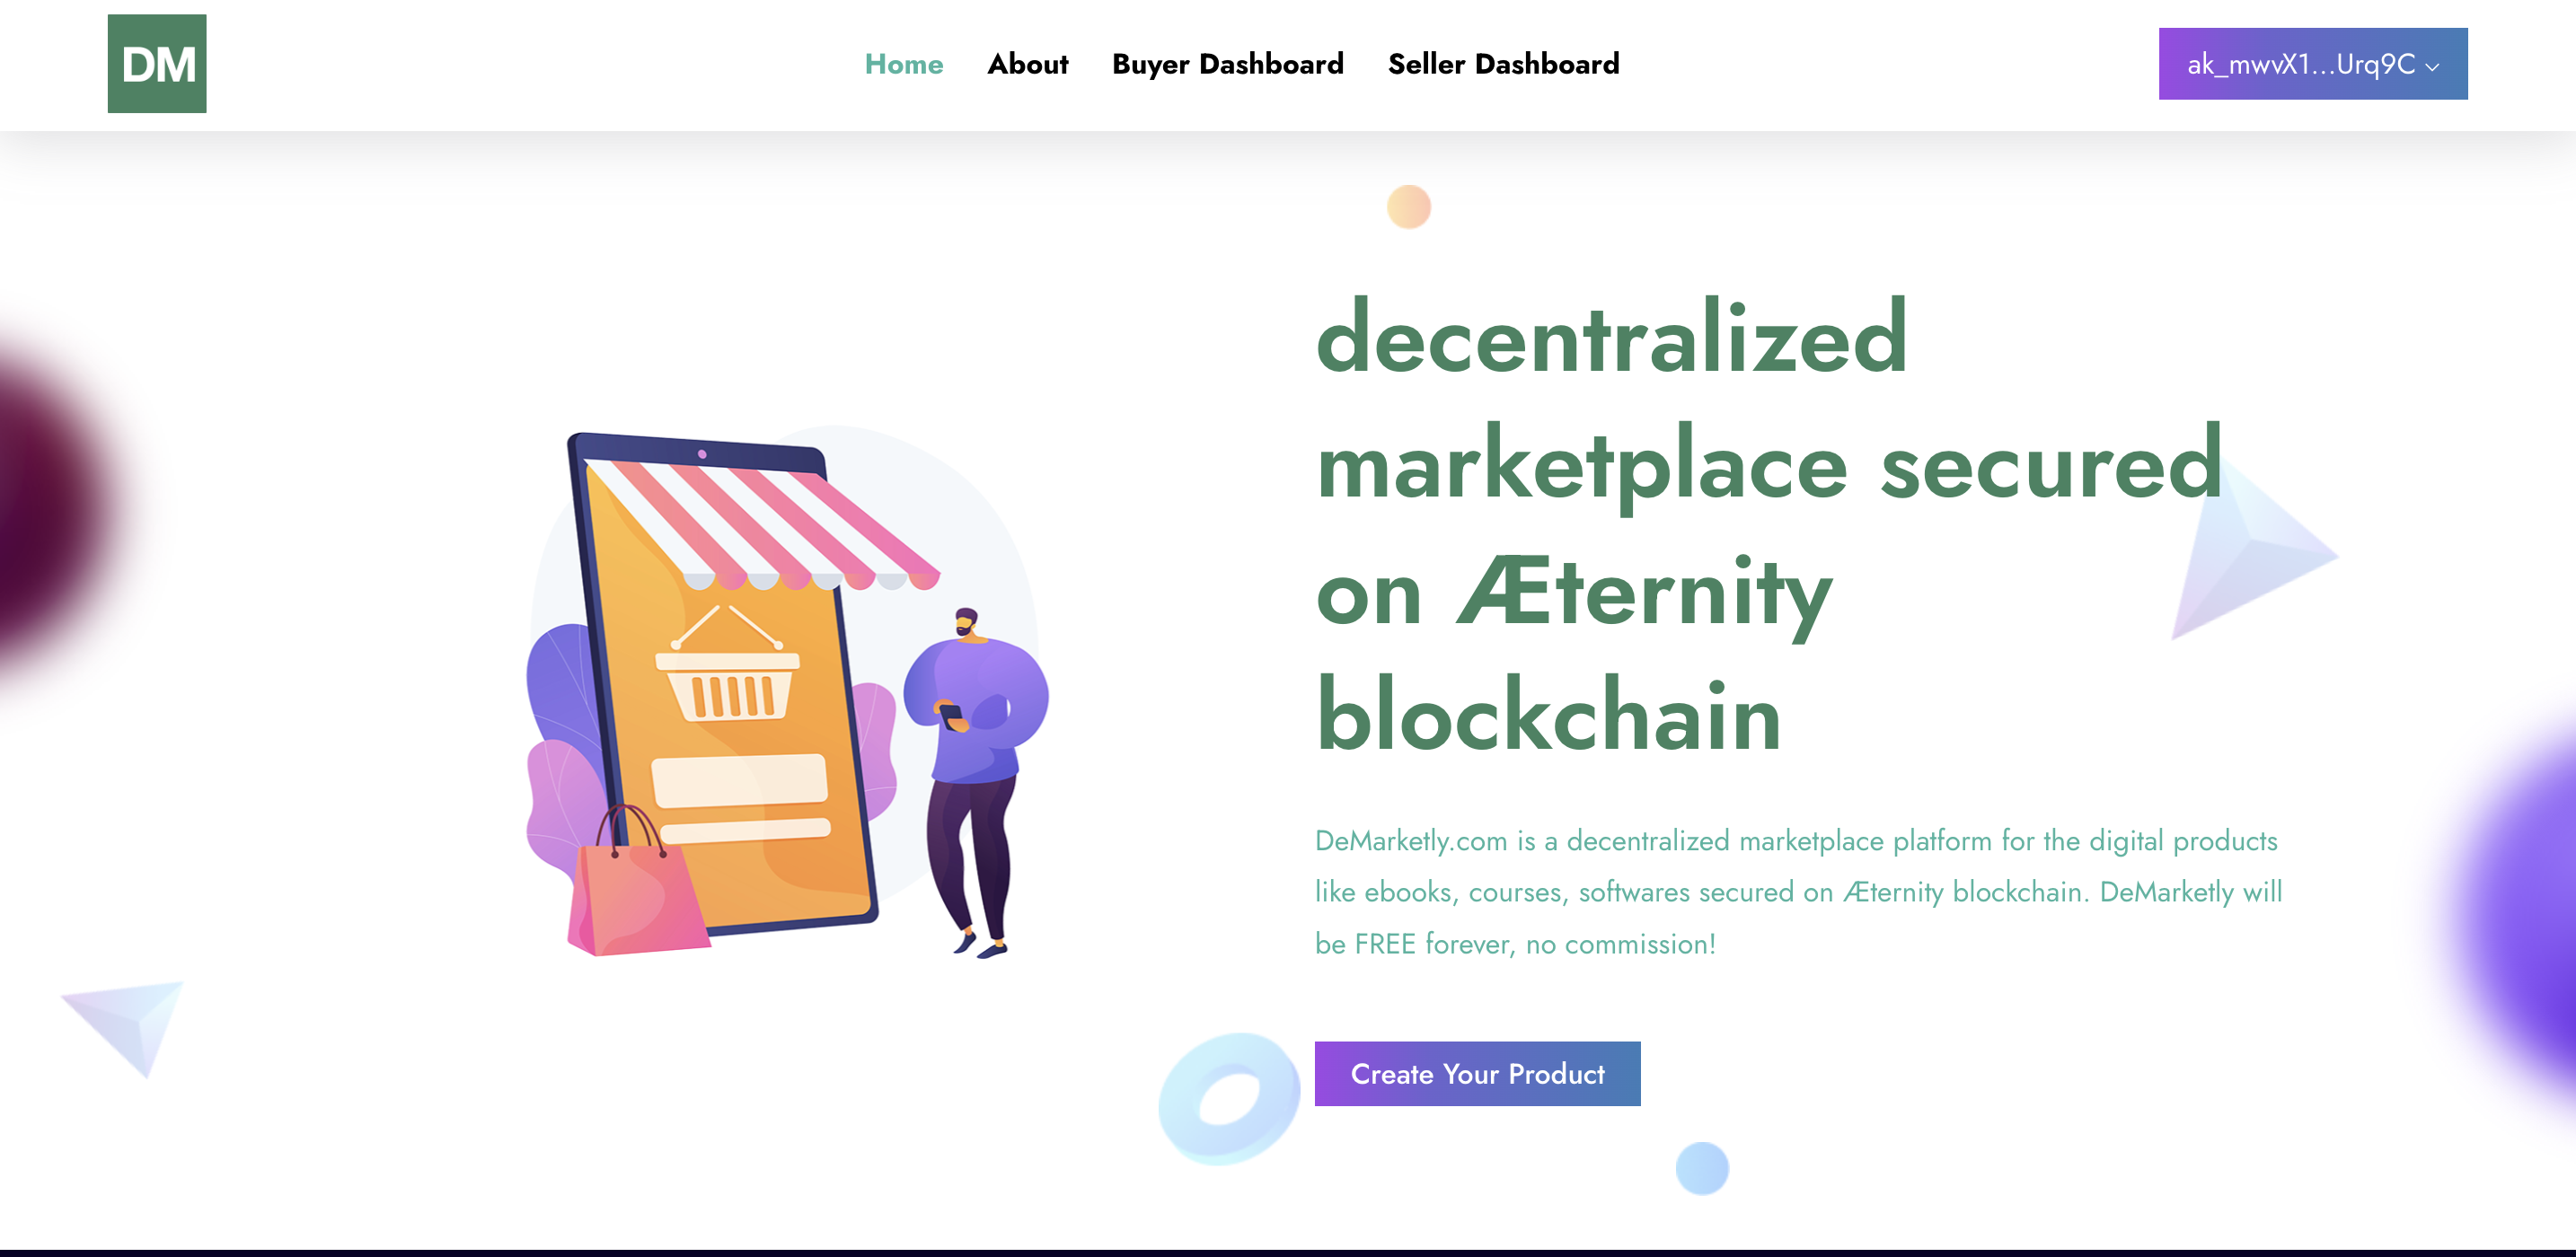 DM
Home About Buyer Dashboard Seller Dashboard
ak_mwvX1...Urq9C
decentralized
marketplace secured
on Æternity
blockchain
DeMarketly.com is a decentralized marketplace platform for the digital products
like ebooks, courses, softwares secured on Æternity blockchain. DeMarketly will
be FREE forever, no commission!
Create Your Product